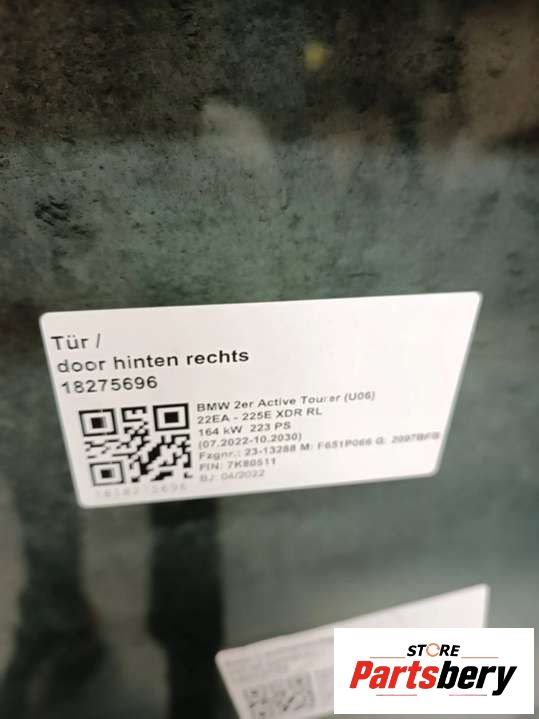 Tür /
door hinten rechts
18275696
BMW 2er Active Tourer (U06)
22EA - 225E XDR RL
164 kW 223 PS
(07.2022-10.2030)
Fzgnr.: 23-13288 M: F651P066 G:
FIN: 7K80511
BJ: 04/2022
STORE
Partsbery